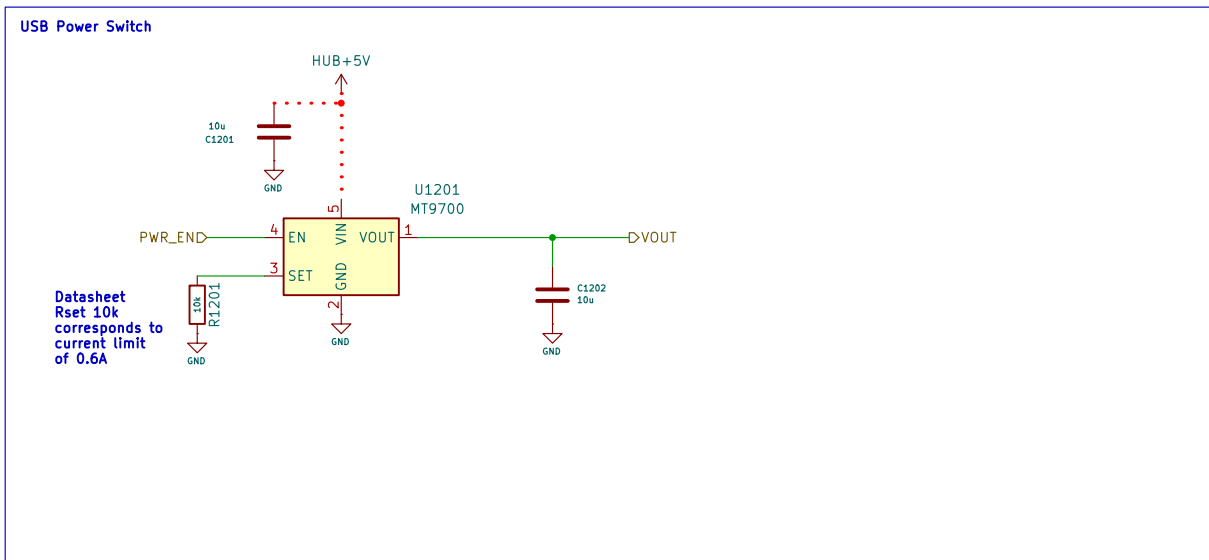 USB Power Switch
HUB+5V
10u
C1201
GND
U1201
MT9700
5
PWR_EN
4
EN
VIN
VOUT
1
VOUT
3
SET
GND
2
10k
R1201
C1202
10u
Datasheet
Rset 10k
corresponds to
current limit
of 0.6A
GND
GND
GND